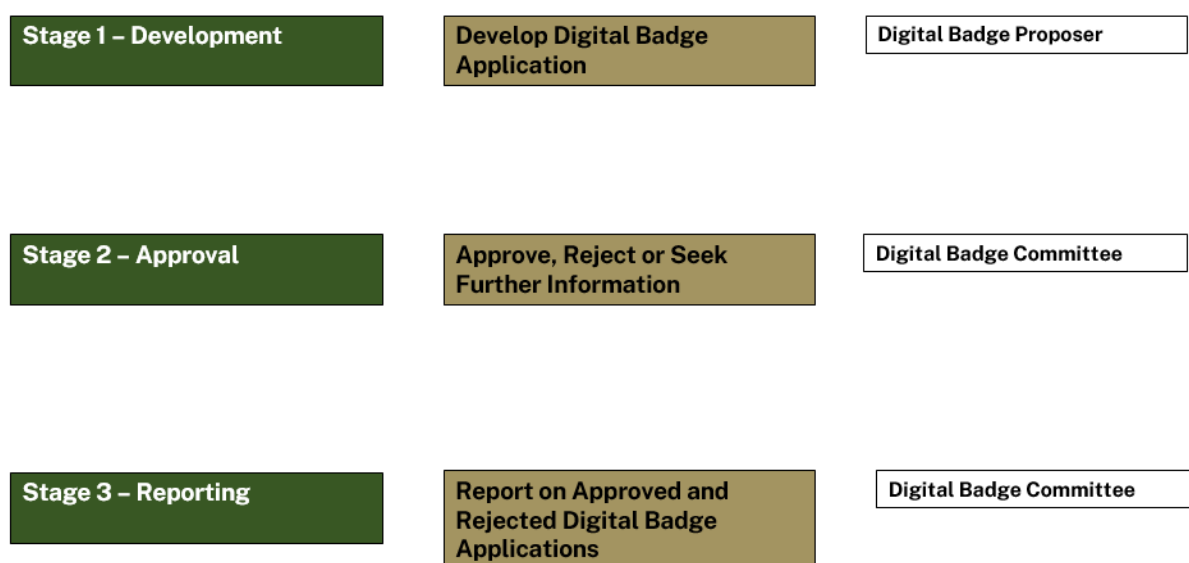 Stage 1 – Development
Develop Digital Badge
Application
Digital Badge Proposer
Stage 2 – Approval
Approve, Reject or Seek
Further Information
Digital Badge Committee
Stage 3 – Reporting
Report on Approved and
Rejected Digital Badge
Applications
Digital Badge Committee